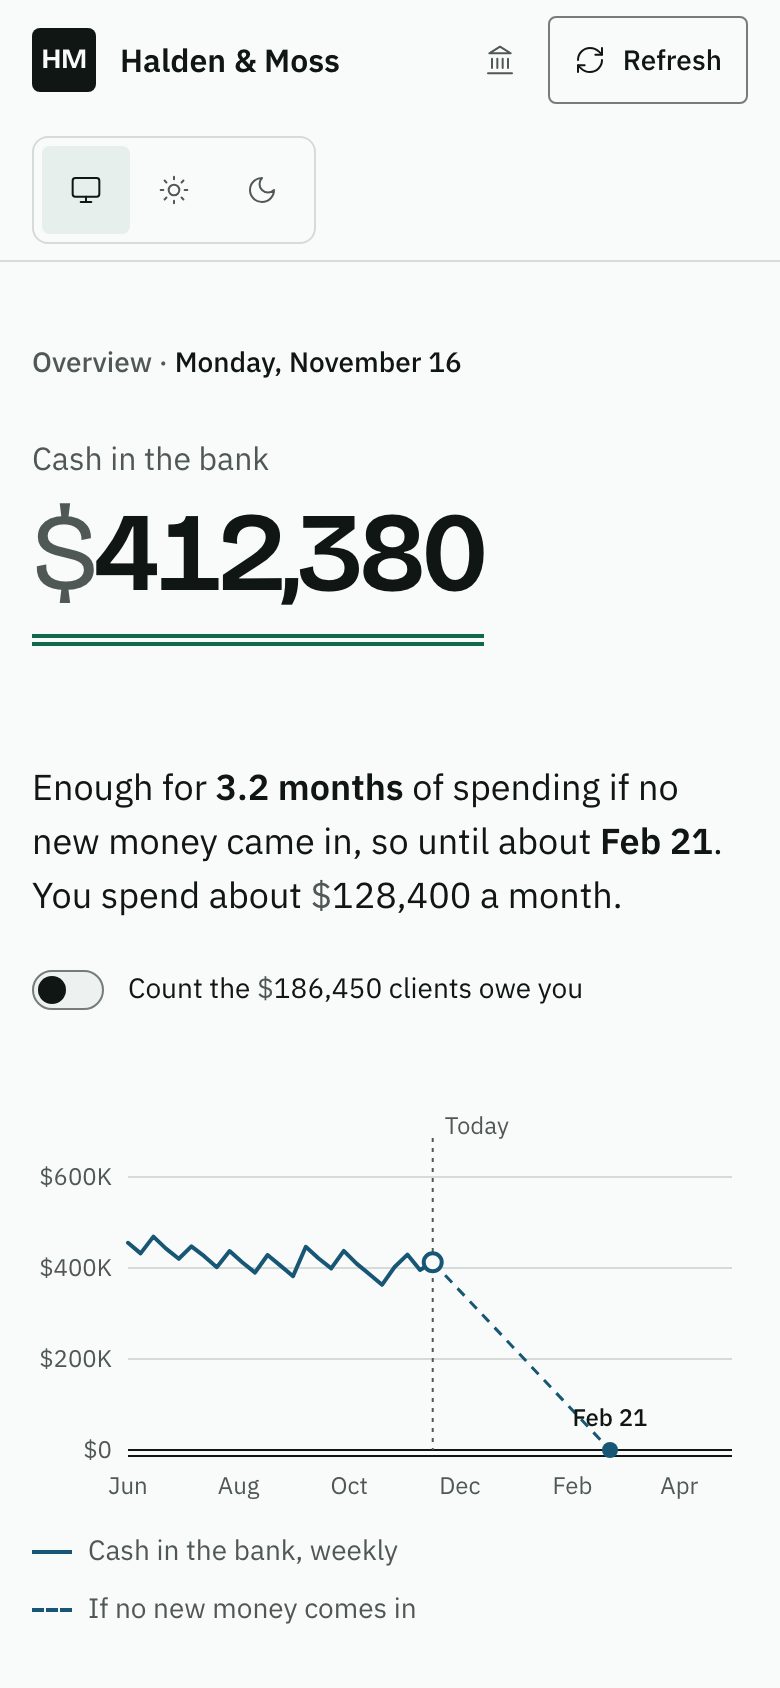 HM Halden & Moss Refresh
Overview · Monday, November 16
Cash in the bank
$412,380
Enough for 3.2 months of spending if no
new money came in, so until about Feb 21.
You spend about $128,400 a month.
Count the $186,450 clients owe you
Today
$600K
$400K
$200K
Feb 21
$0
Jun Aug Oct Dec Feb Apr
Cash in the bank, weekly
If no new money comes in